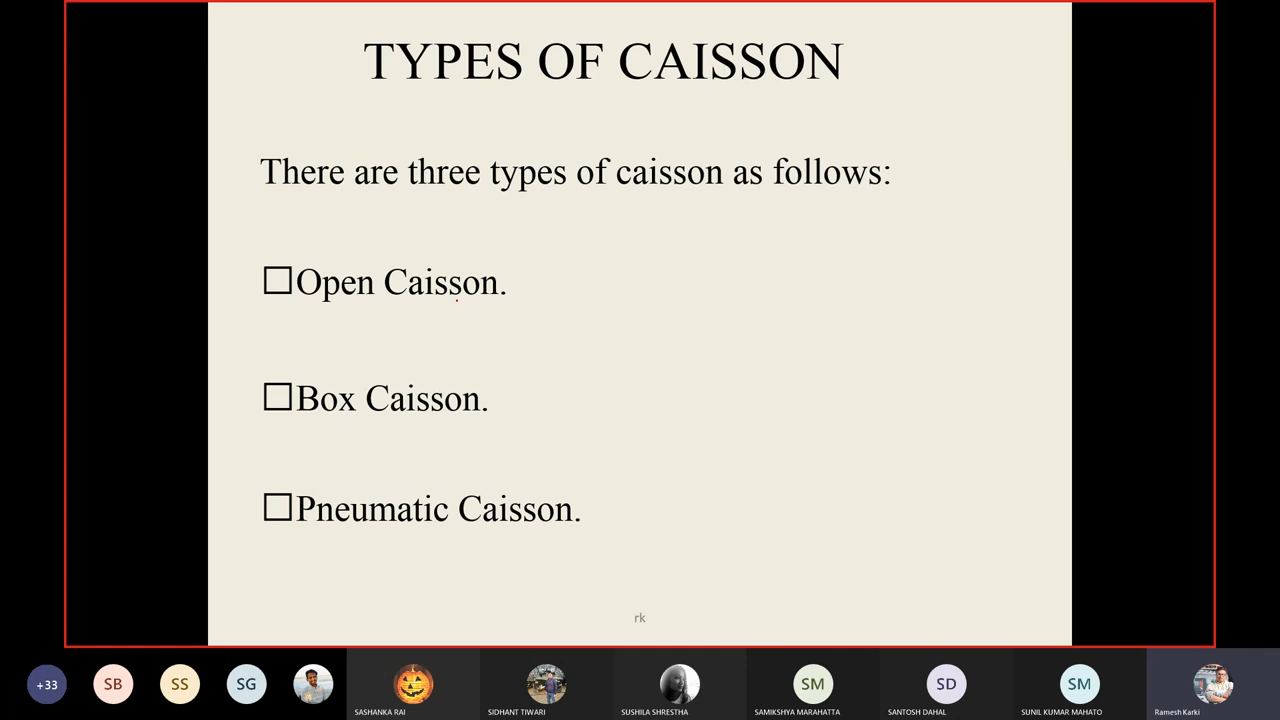 TYPES OF CAISSON
There are three types of caisson as follows:
☐Open Caisson.
☐Box Caisson.
☐Pneumatic Caisson.
rk
+33
SB
SS
SG
SM
SD
SM
SASHANKA RAI
SIDHANT TIWARI
SUSHILA SHRESTHA
SAMIKSHYA MARAHATTA
SANTOSH DAHAL
SUNIL KUMAR MAHATO
Ramesh Karki